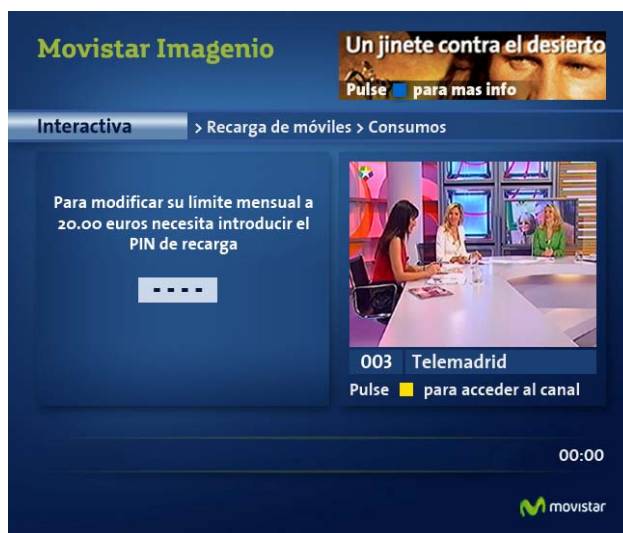 Movistar Imagenio
Un jinete contra el desierto
Pulse para mas info
Interactiva
> Recarga de móviles > Consumos
Para modificar su límite mensual a
20.00 euros necesita introducir el
PIN de recarga
- - - -
003 Telemadrid
Pulse para acceder al canal
00:00
movistar